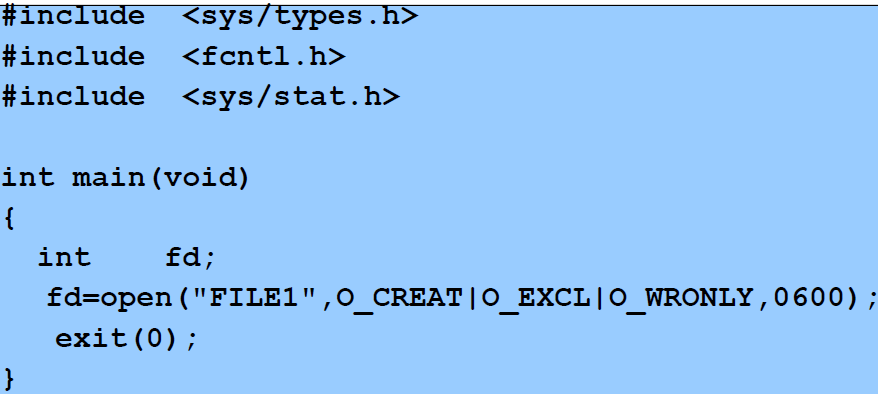 #include  <sys/types.h>
#include  <fcntl.h>
#include  <sys/stat.h>
int main(void)
{
int    fd;
fd=open("FILE1",O_CREAT|O_EXCL|O_WRONLY,0600);
exit(0);
}